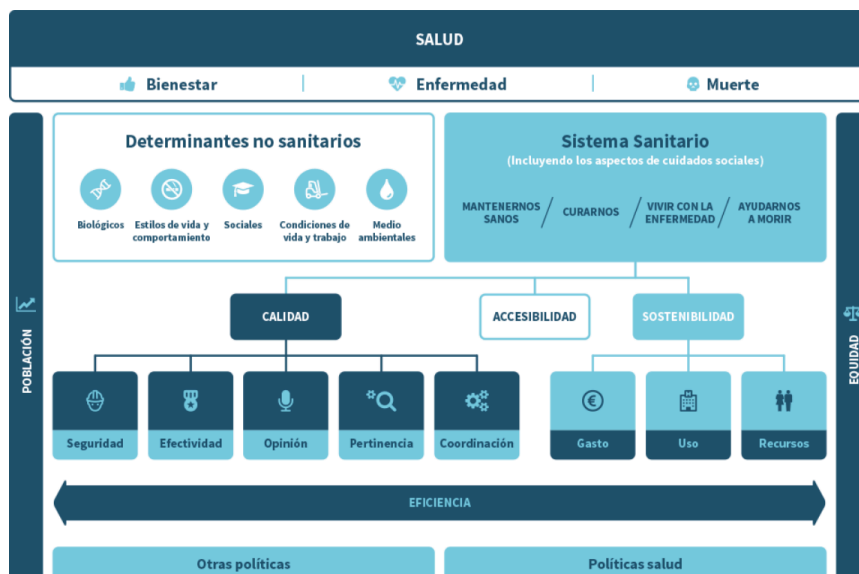 SALUD
Bienestar
Enfermedad
Muerte
POBLACIÓN
Determinantes no sanitarios
Biológicos
Estilos de vida y
comportamiento
Sociales
Condiciones de
vida y trabajo
Medio
ambientales
Sistema Sanitario
(Incluyendo los aspectos de cuidados sociales)
MANTENERNOS
SANOS
CURARNOS
VIVIR CON LA
ENFERMEDAD
AYUDARNOS
A MORIR
EQUIDAD
CALIDAD
ACCESIBILIDAD
SOSTENIBILIDAD
Seguridad
Efectividad
Opinión
Pertinencia
Coordinación
Gasto
Uso
Recursos
EFICIENCIA
Otras políticas
Políticas salud